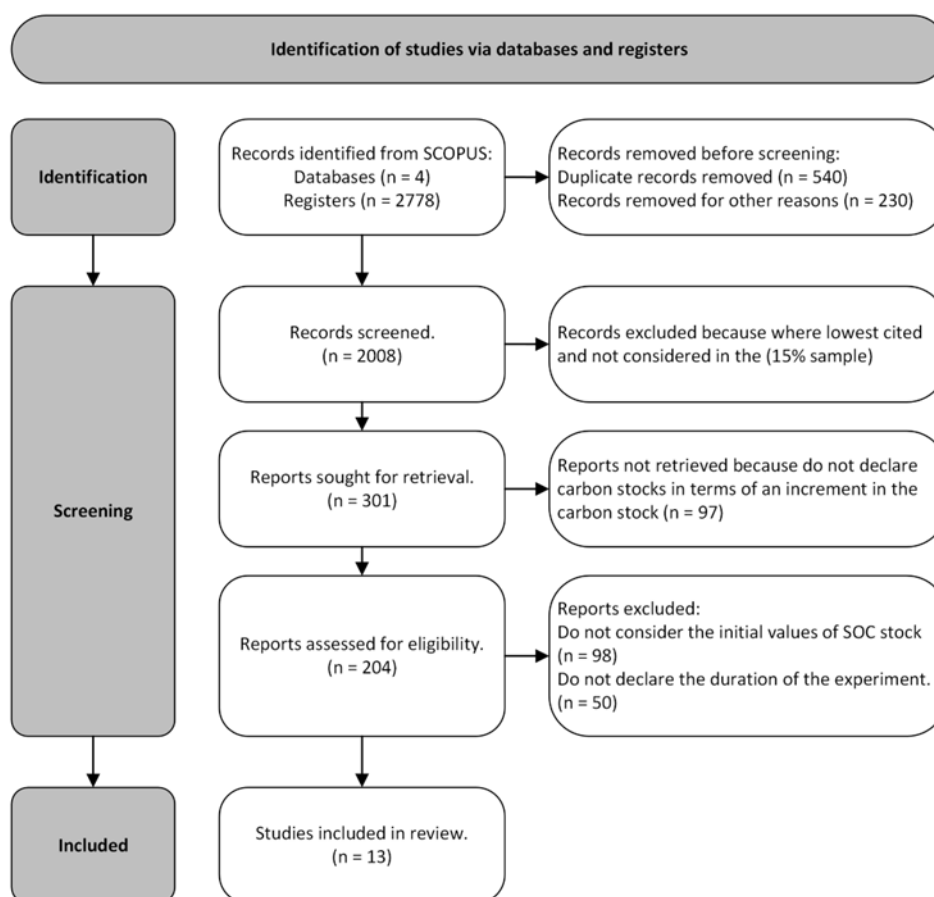 Identification of studies via databases and registers
Identification
Records identified from SCOPUS:
Databases (n = 4)
Registers (n = 2778)
Records removed before screening:
Duplicate records removed (n = 540)
Records removed for other reasons (n = 230)
Screening
Records screened.
(n = 2008)
Records excluded because where lowest cited
and not considered in the (15% sample)
Reports sought for retrieval.
(n = 301)
Reports not retrieved because do not declare
carbon stocks in terms of an increment in the
carbon stock (n = 97)
Reports assessed for eligibility.
(n = 204)
Reports excluded:
Do not consider the initial values of SOC stock
(n = 98)
Do not declare the duration of the experiment.
(n = 50)
Included
Studies included in review.
(n = 13)